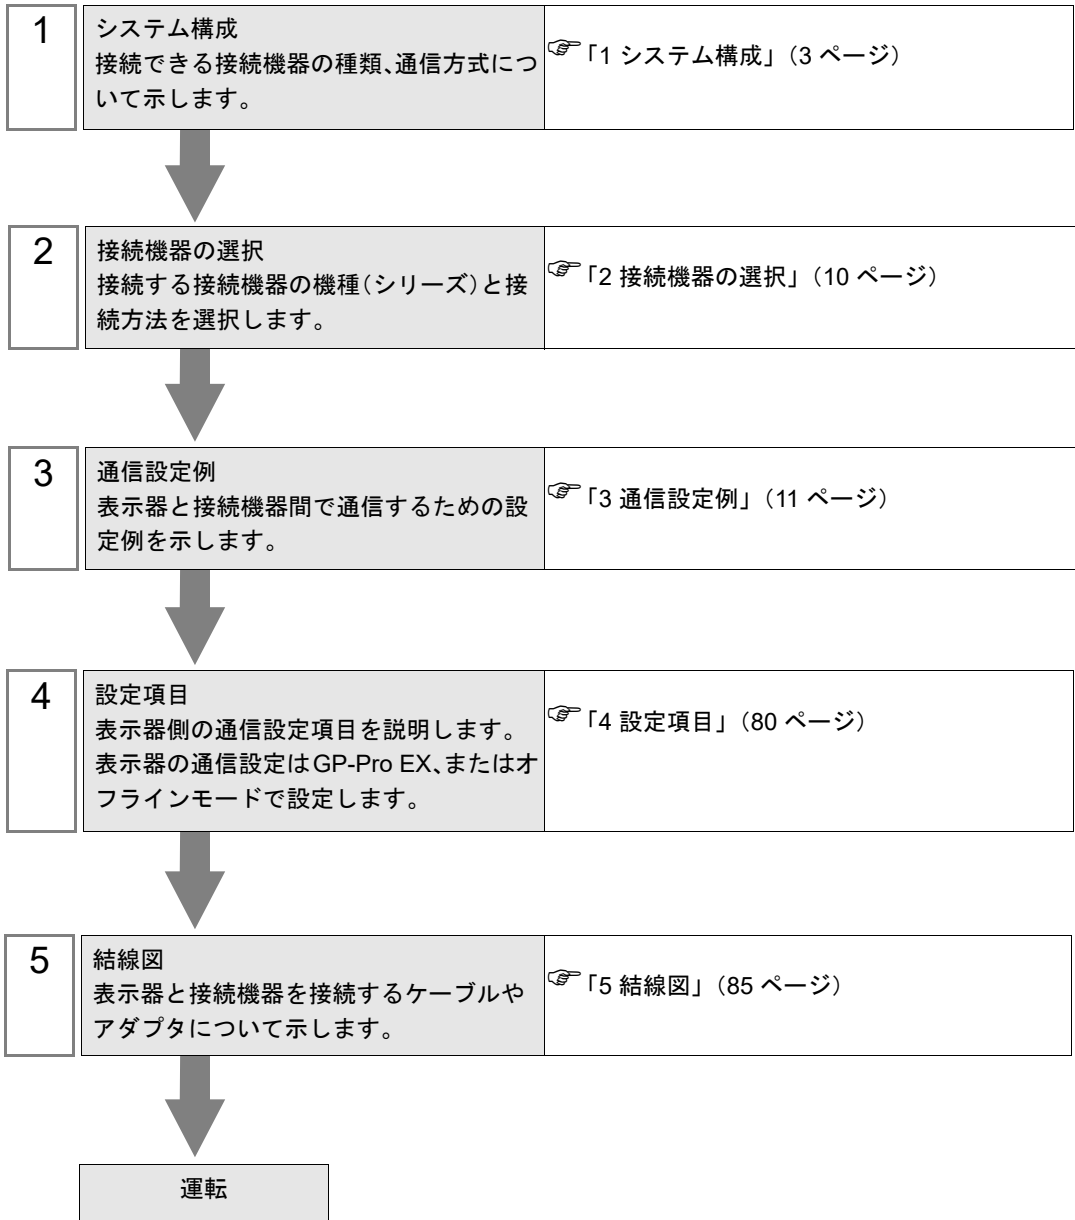 1
システム構成
接続できる接続機器の種類、通信方式につ
いて示します。
☞「1 システム構成」（3 ページ）
2
接続機器の選択
接続する接続機器の機種（シリーズ）と接
続方法を選択します。
☞「2 接続機器の選択」（10 ページ）
3
通信設定例
表示器と接続機器間で通信するための設
定例を示します。
☞「3 通信設定例」（11 ページ）
4
設定項目
表示器側の通信設定項目を説明します。
表示器の通信設定はGP-Pro EX、またはオ
フラインモードで設定します。
☞「4 設定項目」（80 ページ）
5
結線図
表示器と接続機器を接続するケーブルや
アダプタについて示します。
☞「5 結線図」（85 ページ）
運転